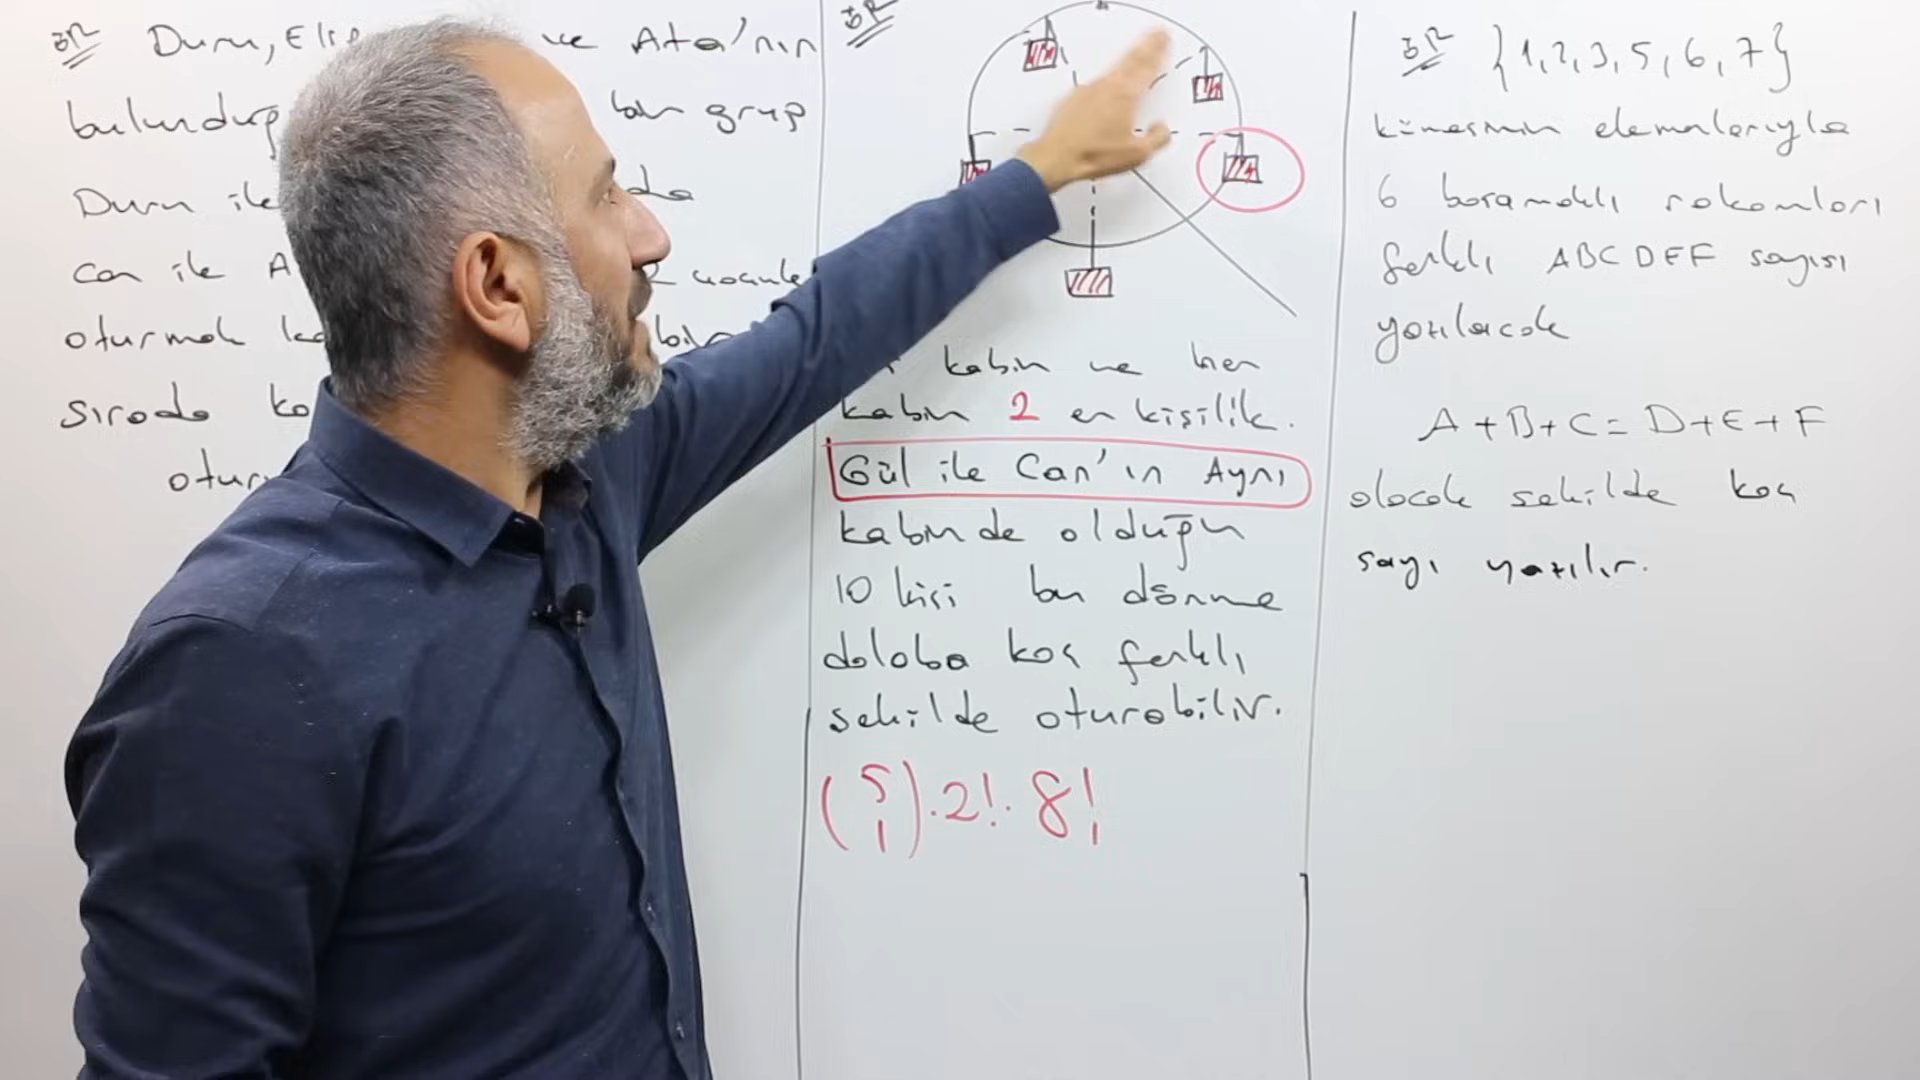 ÖR Duru, Elif ve Ata'nın
bir grup
Duru ile
Can ile
oturmak
sırada
ÖR
kabin ve her
kabin 2 er kişilik.
Gül ile Can'ın Aynı
kabinde olduğu
10 kişi bu dönme
dolaba kaç farklı
şekilde oturabilir.
(5 1) . 2! . 8!
ÖR {1,2,3,5,6,7}
kümesinin elemanlarıyla
6 basamaklı rakamları
farklı ABCDEF sayısı
yazılacak
A+B+C=D+E+F
olacak şekilde kaç
sayı yazılır.